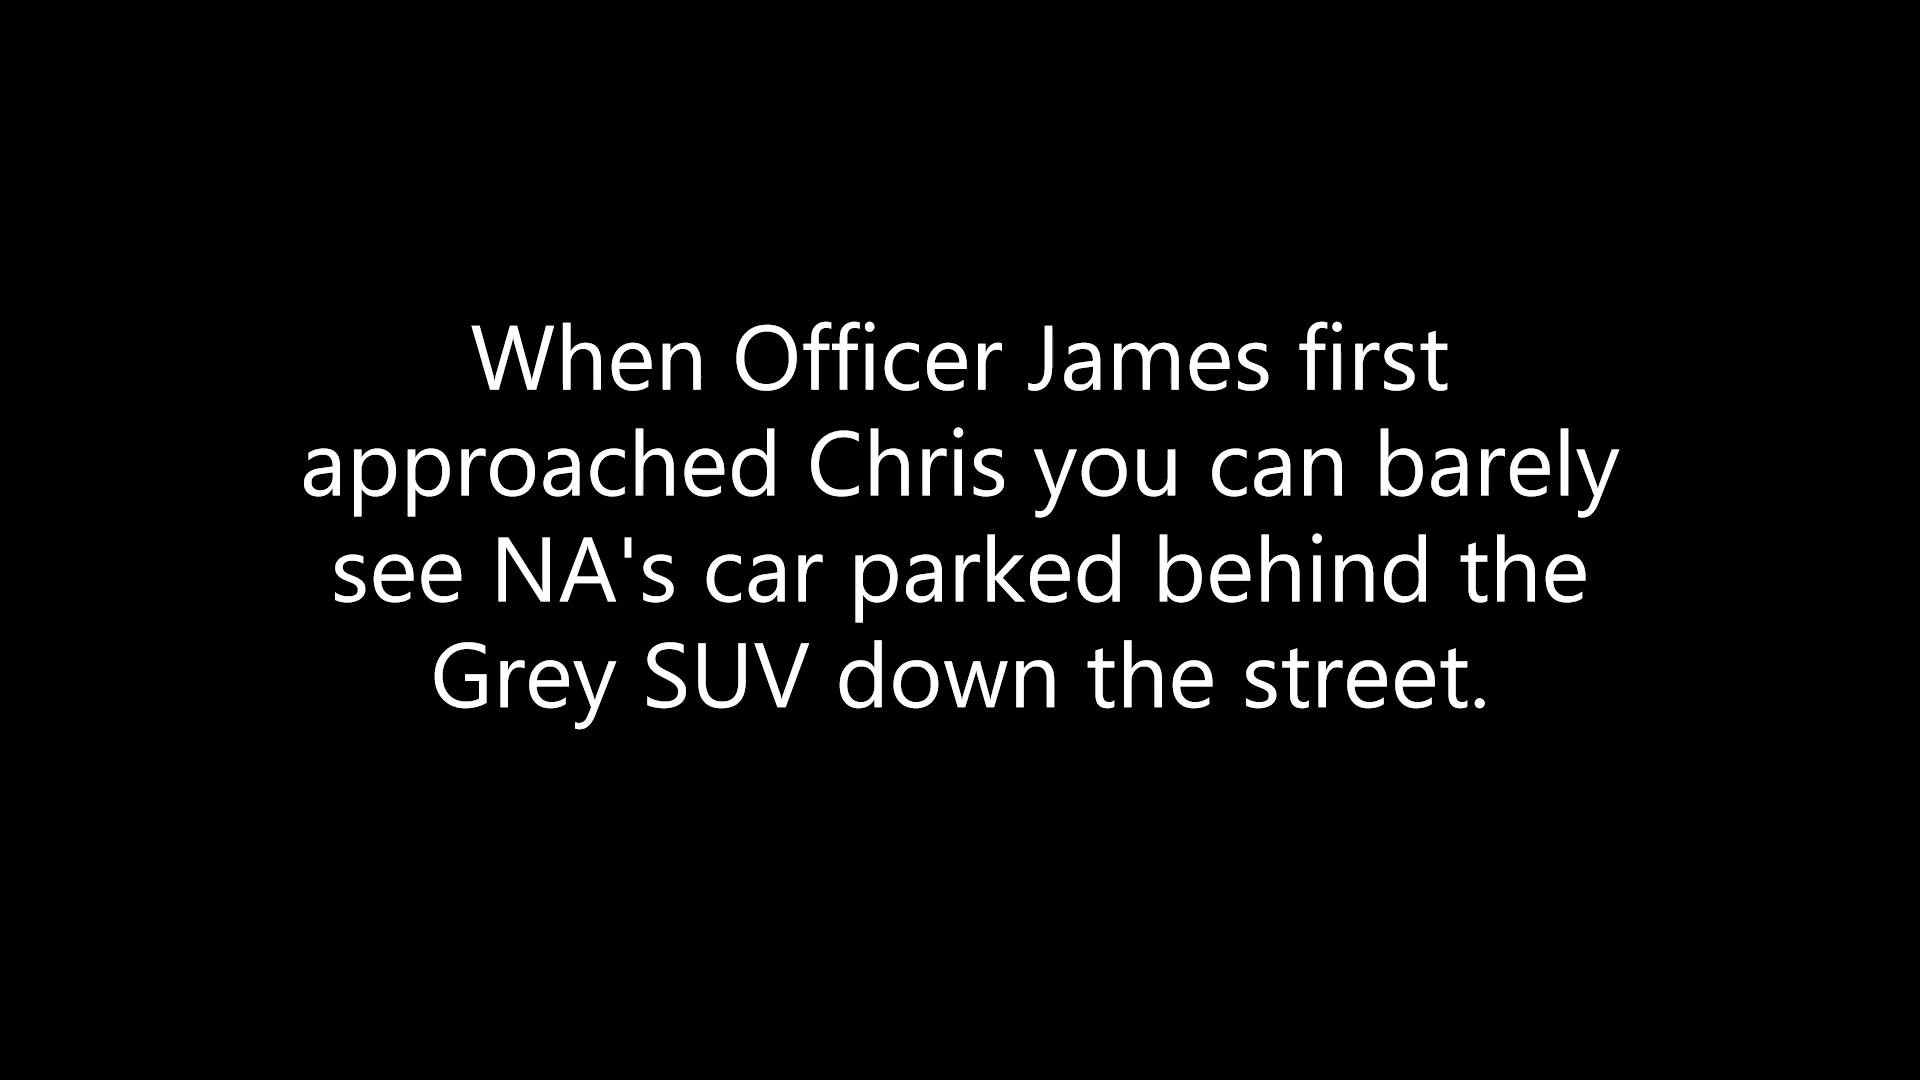 When Officer James first
approached Chris you can barely
see NA's car parked behind the
Grey SUV down the street.